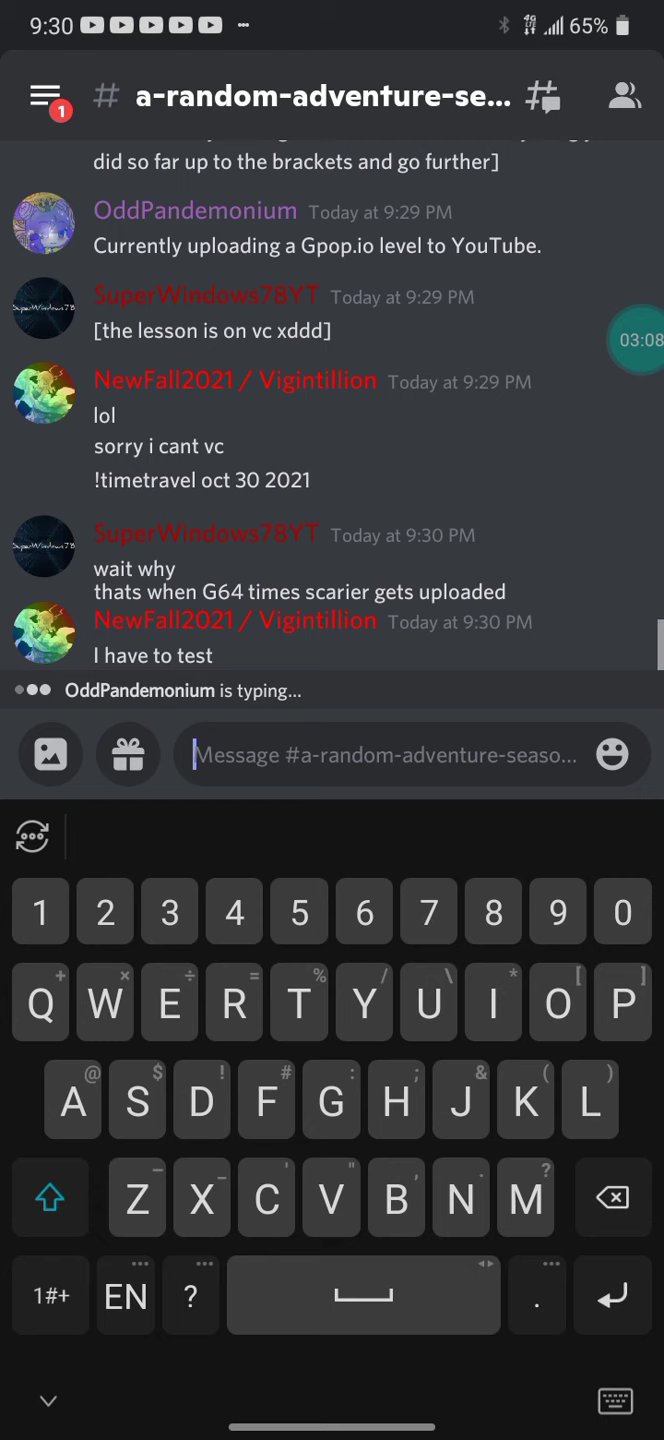 9:30
4G
LTE
65%
1
# a-random-adventure-se...
did so far up to the brackets and go further]
OddPandemonium Today at 9:29 PM
Currently uploading a Gpop.io level to YouTube.
SuperWindows78YT Today at 9:29 PM
[the lesson is on vc xddd]
03:08
NewFall2021 / Vigintillion Today at 9:29 PM
lol
sorry i cant vc
!timetravel oct 30 2021
SuperWindows78YT Today at 9:30 PM
wait why
thats when G64 times scarier gets uploaded
NewFall2021 / Vigintillion Today at 9:30 PM
I have to test
OddPandemonium is typing...
Message #a-random-adventure-seaso...
1 2 3 4 5 6 7 8 9 0
+ × ÷ = % / \ * [ ]
Q W E R T Y U I O P
@ $ ! # : ; & ( )
A S D F G H J K L
- _ ' " , . ?
Z X C V B N M
1#+ EN ? .